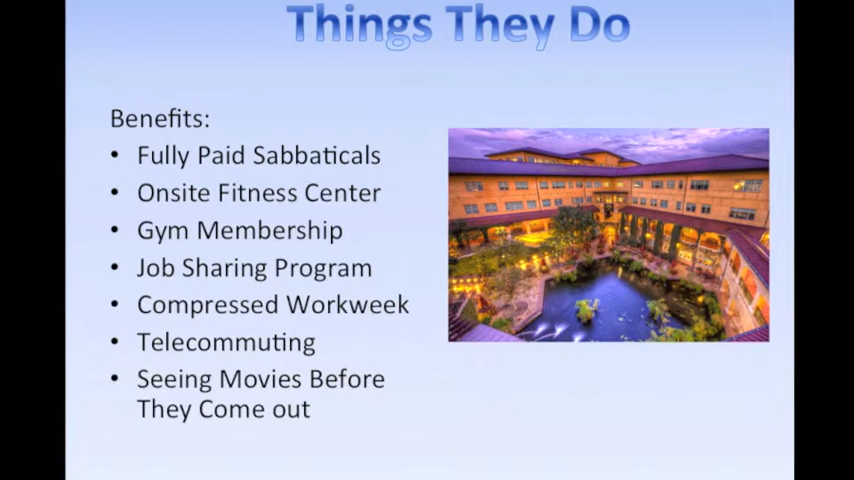 Things They Do
Benefits:
• Fully Paid Sabbaticals
• Onsite Fitness Center
• Gym Membership
• Job Sharing Program
• Compressed Workweek
• Telecommuting
• Seeing Movies Before
They Come out